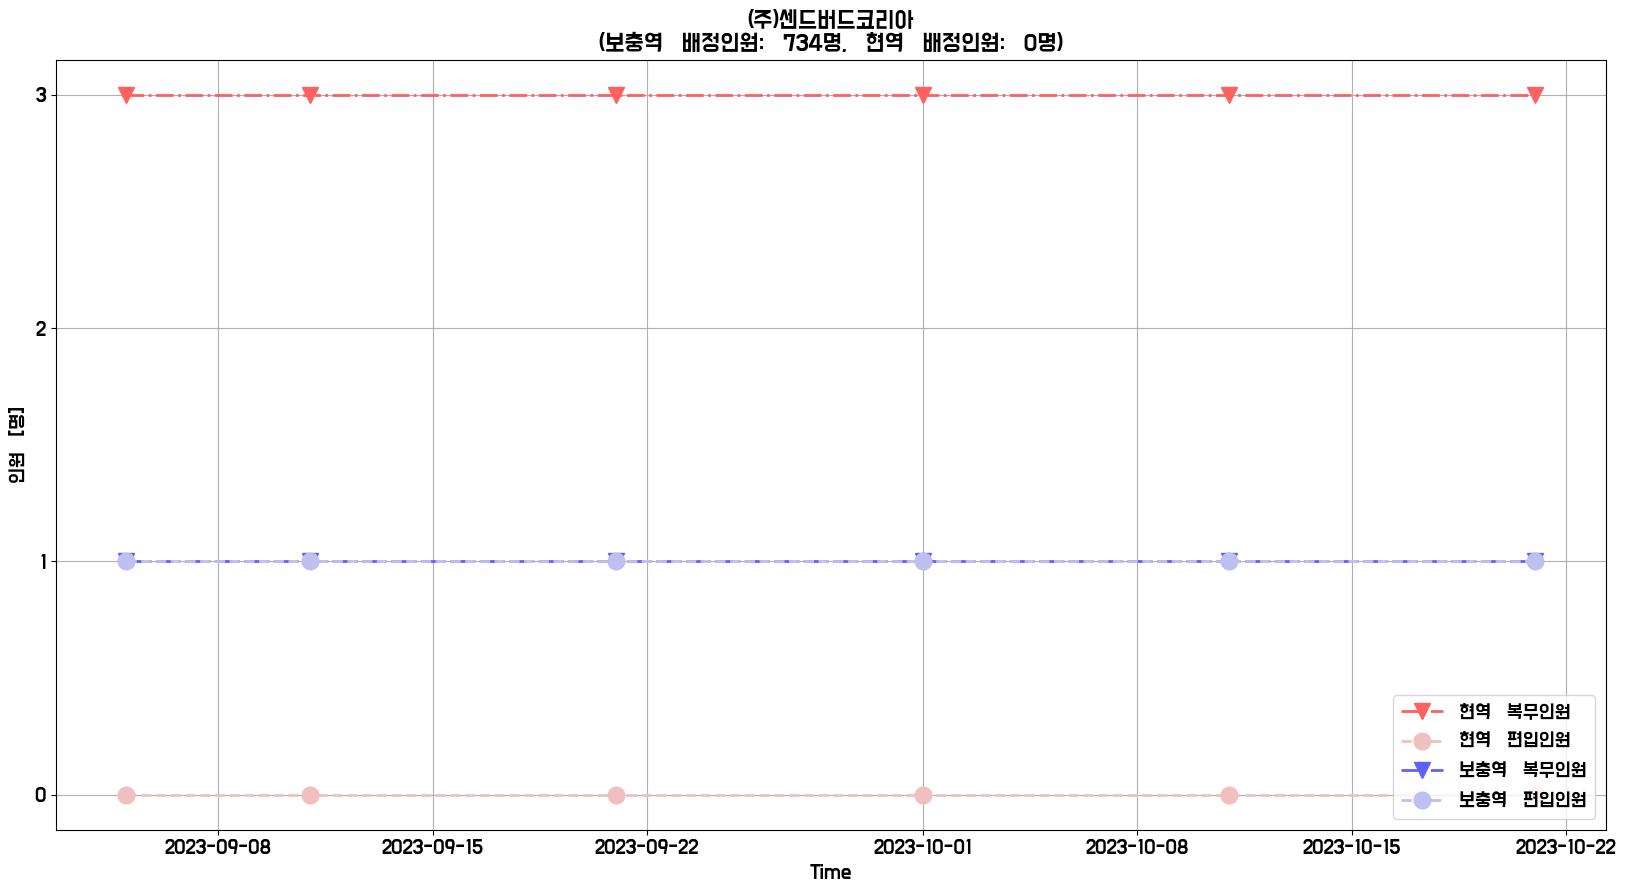 (주)센드버드코리아
(보충역 배정인원: 734명, 현역 배정인원: 0명)
3
2
1
0
인원 [명]
현역 복무인원
현역 편입인원
보충역 복무인원
보충역 편입인원
2023-09-08 2023-09-15 2023-09-22 2023-10-01 2023-10-08 2023-10-15 2023-10-22
Time